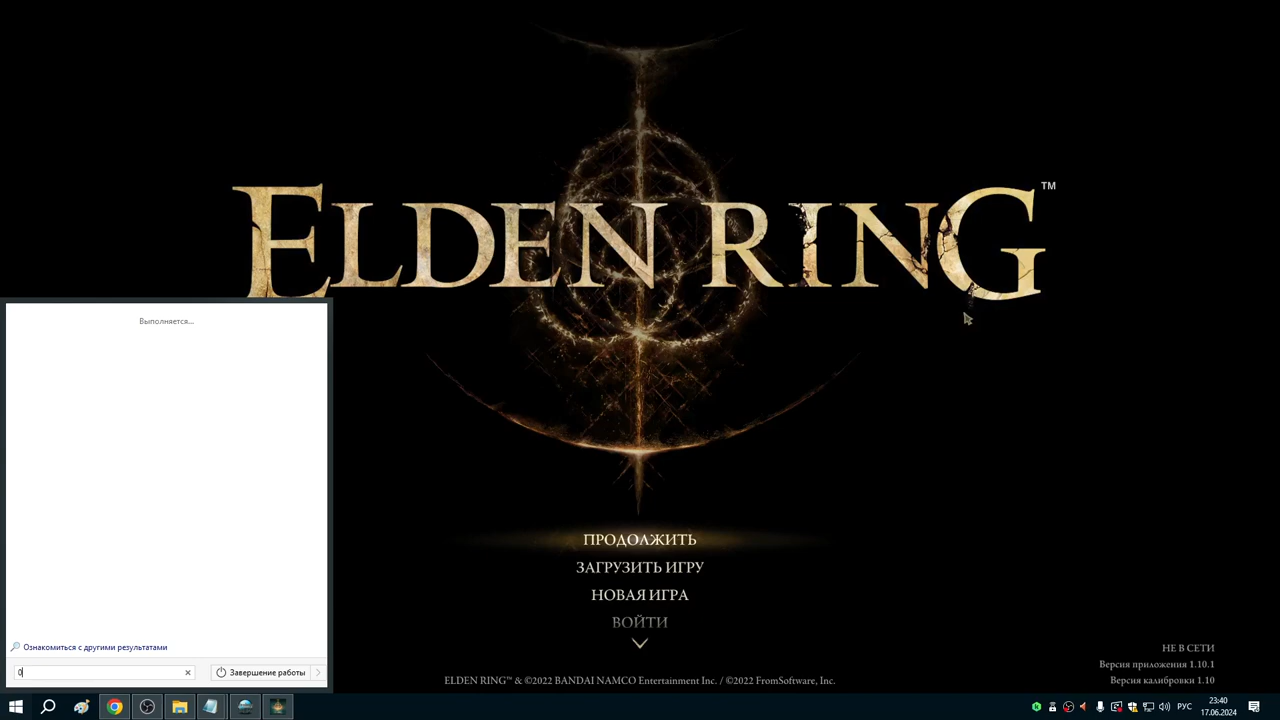 ELDEN RING™
Выполняется...
ПРОДОЛЖИТЬ
ЗАГРУЗИТЬ ИГРУ
НОВАЯ ИГРА
ВОЙТИ
Ознакомиться с другими результатами
0
Завершение работы
НЕ В СЕТИ
Версия приложения 1.10.1
Версия калибровки 1.10
ELDEN RING™ & ©2022 BANDAI NAMCO Entertainment Inc. / ©2022 FromSoftware, Inc.
РУС
23:40
17.06.2024